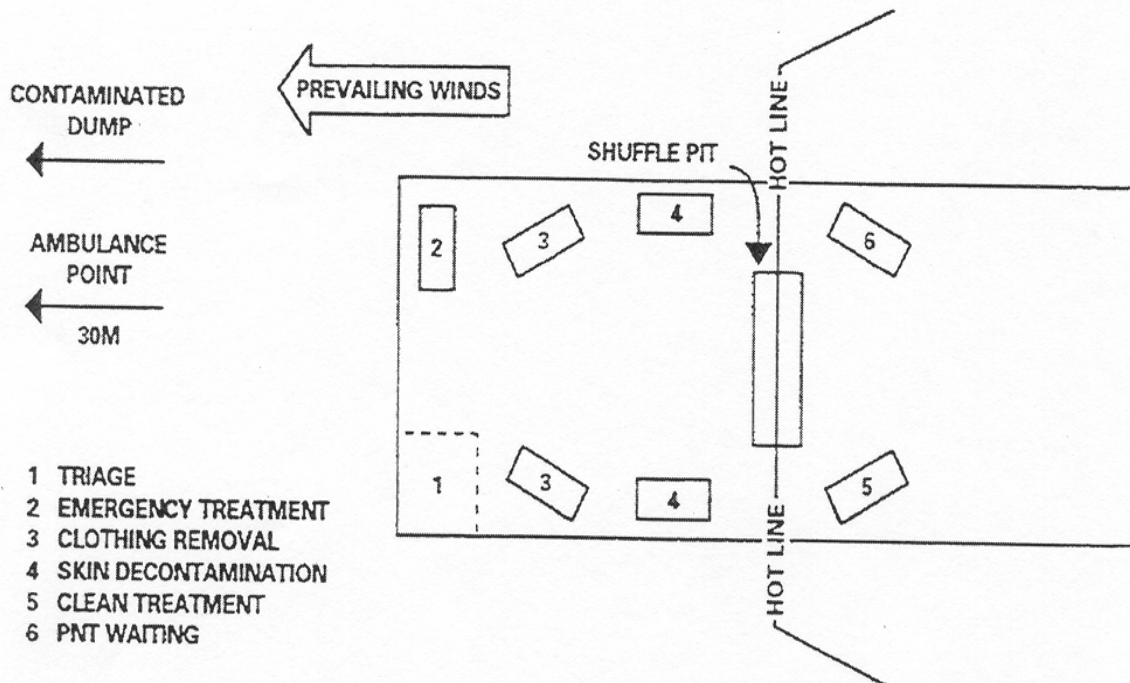 PREVAILING WINDS
CONTAMINATED
DUMP
AMBULANCE
POINT
30M
SHUFFLE PIT
HOT LINE
2
3
4
6
1
3
4
5
HOT LINE
1 TRIAGE
2 EMERGENCY TREATMENT
3 CLOTHING REMOVAL
4 SKIN DECONTAMINATION
5 CLEAN TREATMENT
6 PNT WAITING